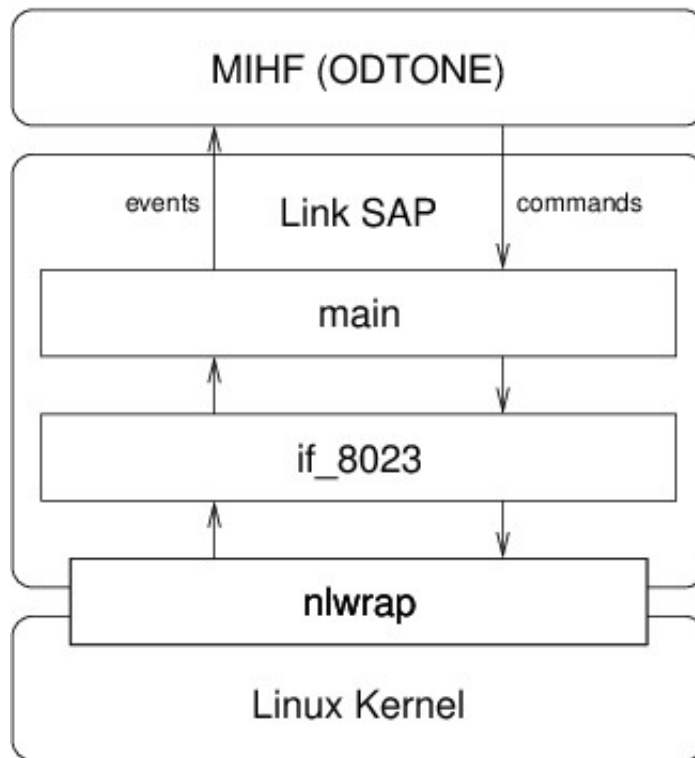 MIHF (ODTONE)
events
Link SAP
commands
main
if_8023
nlwrap
Linux Kernel